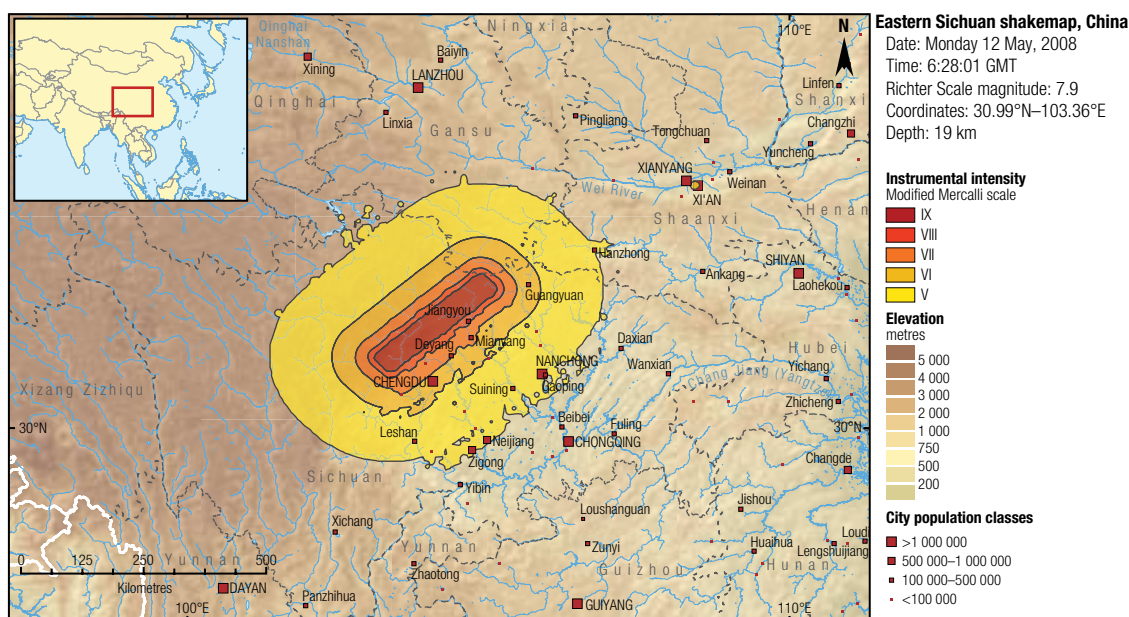 Eastern Sichuan shakemap, China
Date: Monday 12 May, 2008
Time: 6:28:01 GMT
Richter Scale magnitude: 7.9
Coordinates: 30.99°N–103.36°E
Depth: 19 km
Instrumental intensity
Modified Mercalli scale
IX
VIII
VII
VI
V
Elevation
metres
5 000
4 000
3 000
2 000
1 000
750
500
200
City population classes
>1 000 000
500 000–1 000 000
100 000–500 000
<100 000
N
110°E
Qinghai
Nanshan
Ningxia
Baiyin
Xining
LANZHOU
Linfen
Shanxi
Qinghai
Linxia
Gansu
Pingliang
Tongchuan
Changzhi
Yuncheng
XIANYANG
Weinan
Wei River
XI'AN
Shaanxi
Henan
Hanzhong
SHIYAN
Ankang
Laohekou
Guangyuan
Jiangyou
Mianyang
Deyang
Daxian
Hubei
NANCHONG
Wanxian
Yichang
CHENGDU
Gaoping
Chang Jiang (Yangt
Xizang Zizhiqu
Suining
Zhicheng
Beibei
Fuling
30°N
Leshan
Neijiang
CHONGQING
30°N
Zigong
Changde
Sichuan
Yibin
Jishou
Loushanguan
Xichang
Loudi
Yunnan
Yunnan
Zunyi
Huaihua
Lengshuijiang
0
125
250
500
Zhaotong
Guizhou
Hunan
Kilometres
DAYAN
100°E
Panzhihua
GUIYANG
110°E